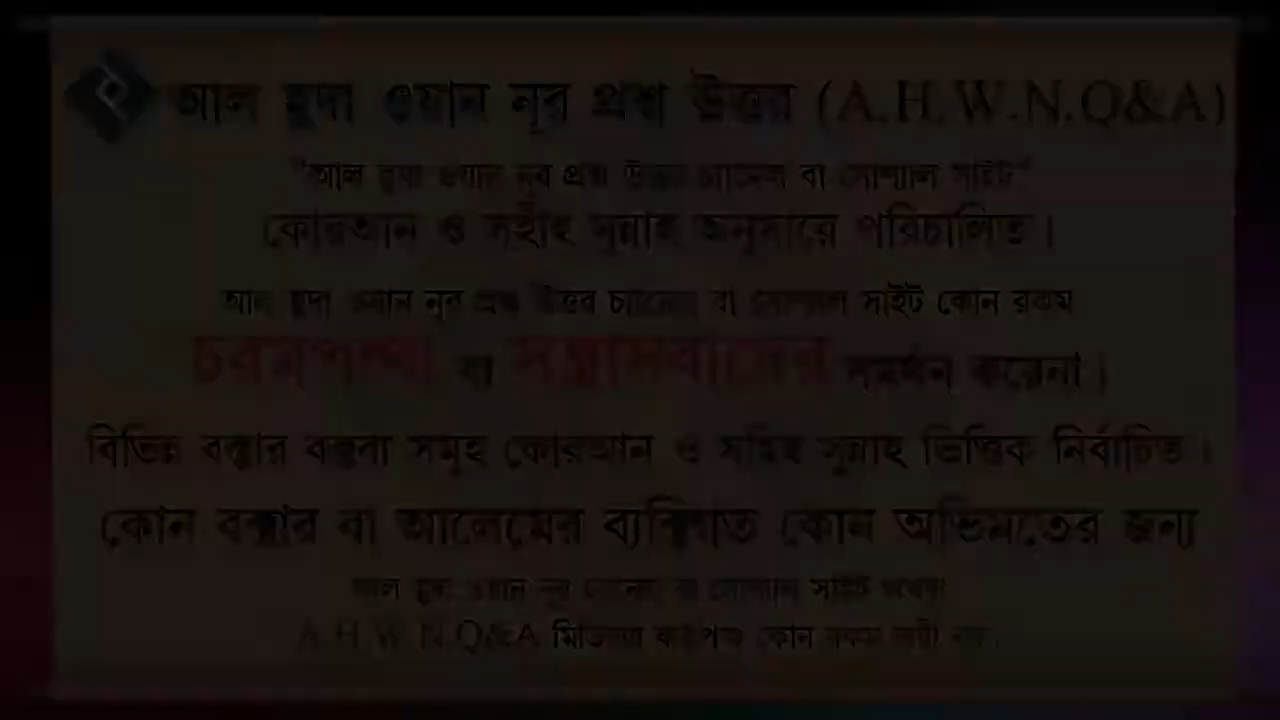 আল হুদা ওয়ান নূর প্রশ্ন উত্তর (A.H.W.N.Q&A)
"আল হুদা ওয়ান নূর প্রশ্ন উত্তর চ্যানেল বা সোশ্যাল সাইট"
কোরআন ও সহীহ সুন্নাহ অনুসারে পরিচালিত।
আল হুদা ওয়ান নূর প্রশ্ন উত্তর চ্যানেল বা সোশ্যাল সাইট কোন রকম
চরমপন্থা বা সন্ত্রাসবাদের সমর্থন করেনা।
বিভিন্ন বক্তার বক্তব্য সমূহ কোরআন ও সহিহ সুন্নাহ ভিত্তিক নির্বাচিত।
কোন বক্তার বা আলেমের ব্যক্তিগত কোন অভিমতের জন্য
আল হুদা ওয়ান নূর চ্যানেল বা সোশ্যাল সাইট অথবা
A.H.W.N.Q&A মিডিয়া কর্তৃপক্ষ কোন রকম দায়ী নয়।